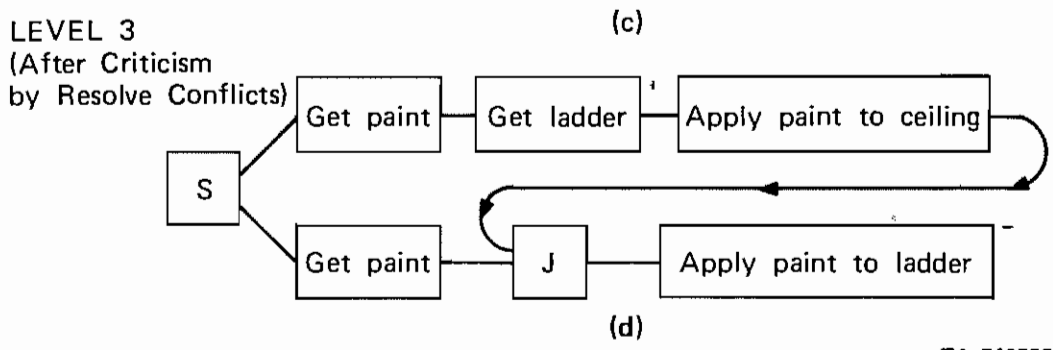 (c)
LEVEL 3
(After Criticism
by Resolve Conflicts)
Get paint
Get ladder
Apply paint to ceiling
S
Get paint
J
Apply paint to ladder
(d)